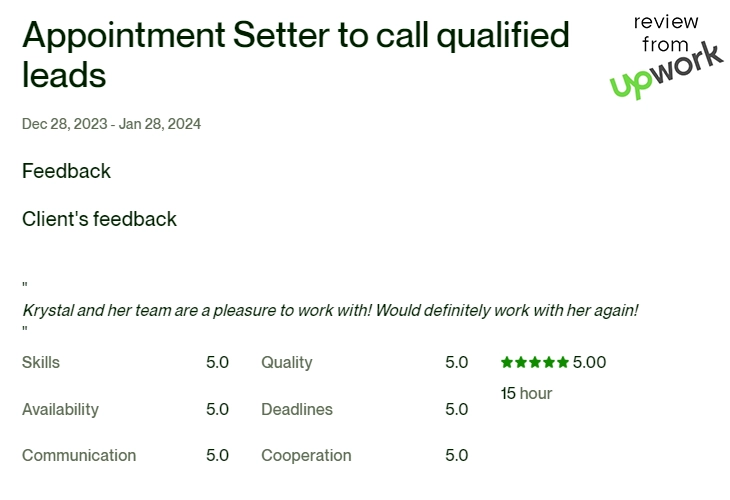 Appointment Setter to call qualified
leads
review
from
upwork
Dec 28, 2023 - Jan 28, 2024
Feedback
Client's feedback
"
Krystal and her team are a pleasure to work with! Would definitely work with her again!
"
Skills 5.0 Quality 5.0 ★★★★★ 5.00
15 hour
Availability 5.0 Deadlines 5.0
Communication 5.0 Cooperation 5.0